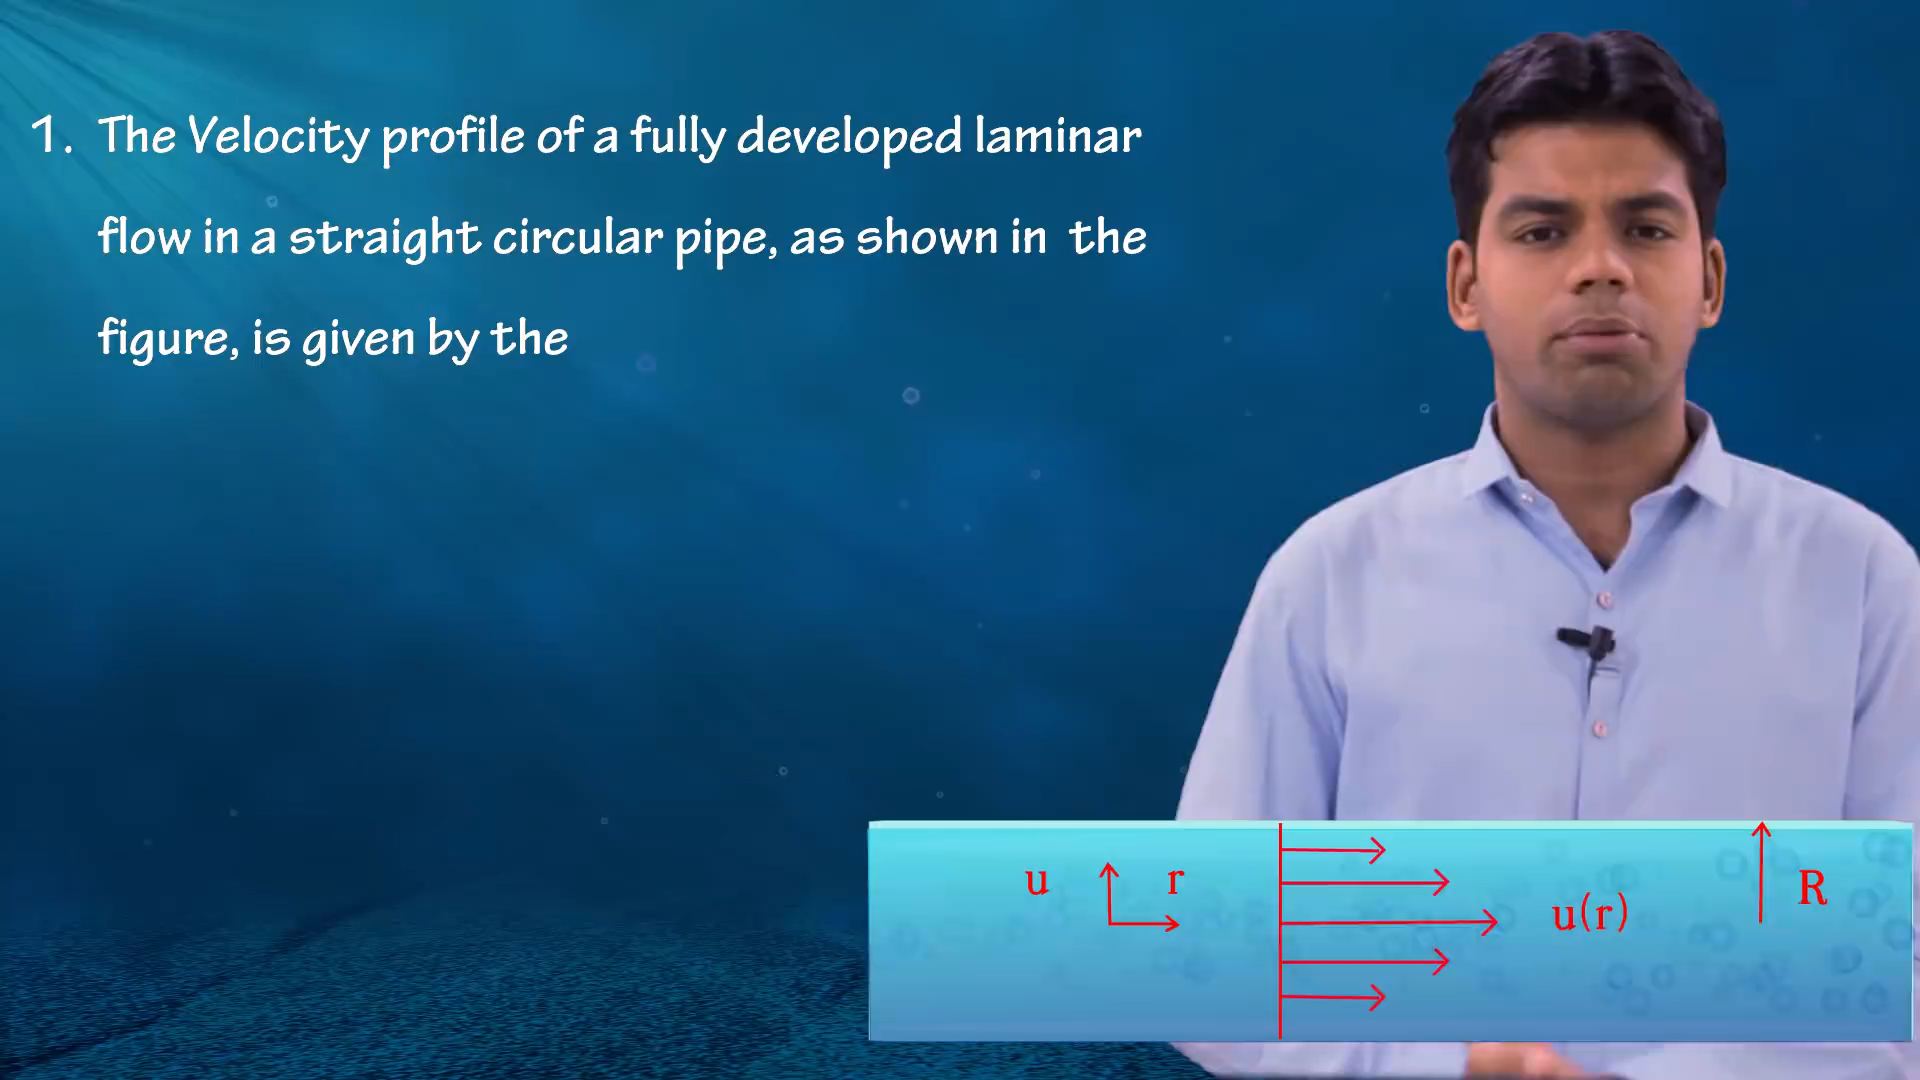 1. The Velocity profile of a fully developed laminar
flow in a straight circular pipe, as shown in the
figure, is given by the
u
r
u(r)
R